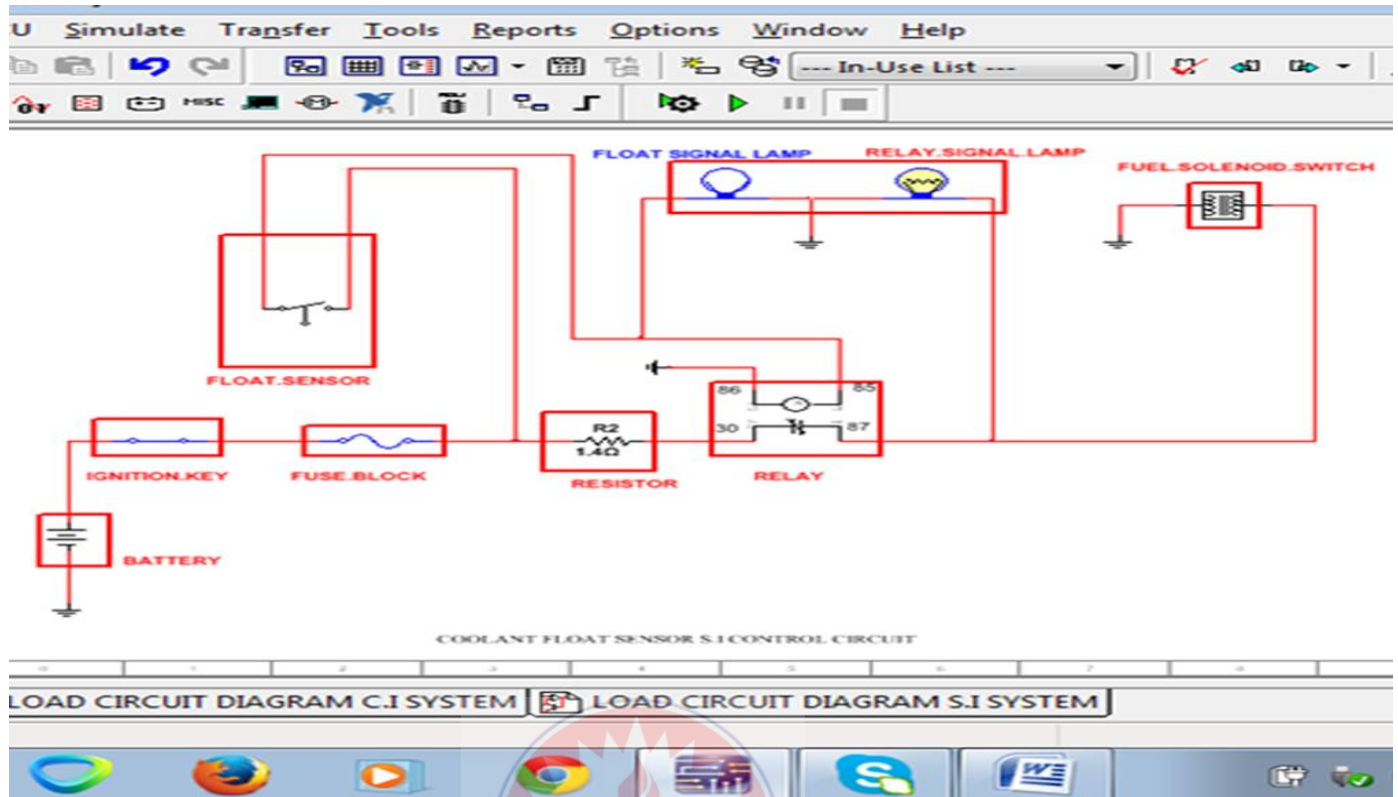 U Simulate Transfer Tools Reports Options Window Help
--- In-Use List ---
MISC
FLOAT SIGNAL LAMP
RELAY.SIGNAL.LAMP
FUEL.SOLENOID.SWITCH
FLOAT.SENSOR
86
85
30
87
R2
1.4Ω
IGNITION.KEY
FUSE.BLOCK
RESISTOR
RELAY
BATTERY
COOLANT FLOAT SENSOR S.I CONTROL CIRCUIT
LOAD CIRCUIT DIAGRAM C.I SYSTEM
LOAD CIRCUIT DIAGRAM S.I SYSTEM